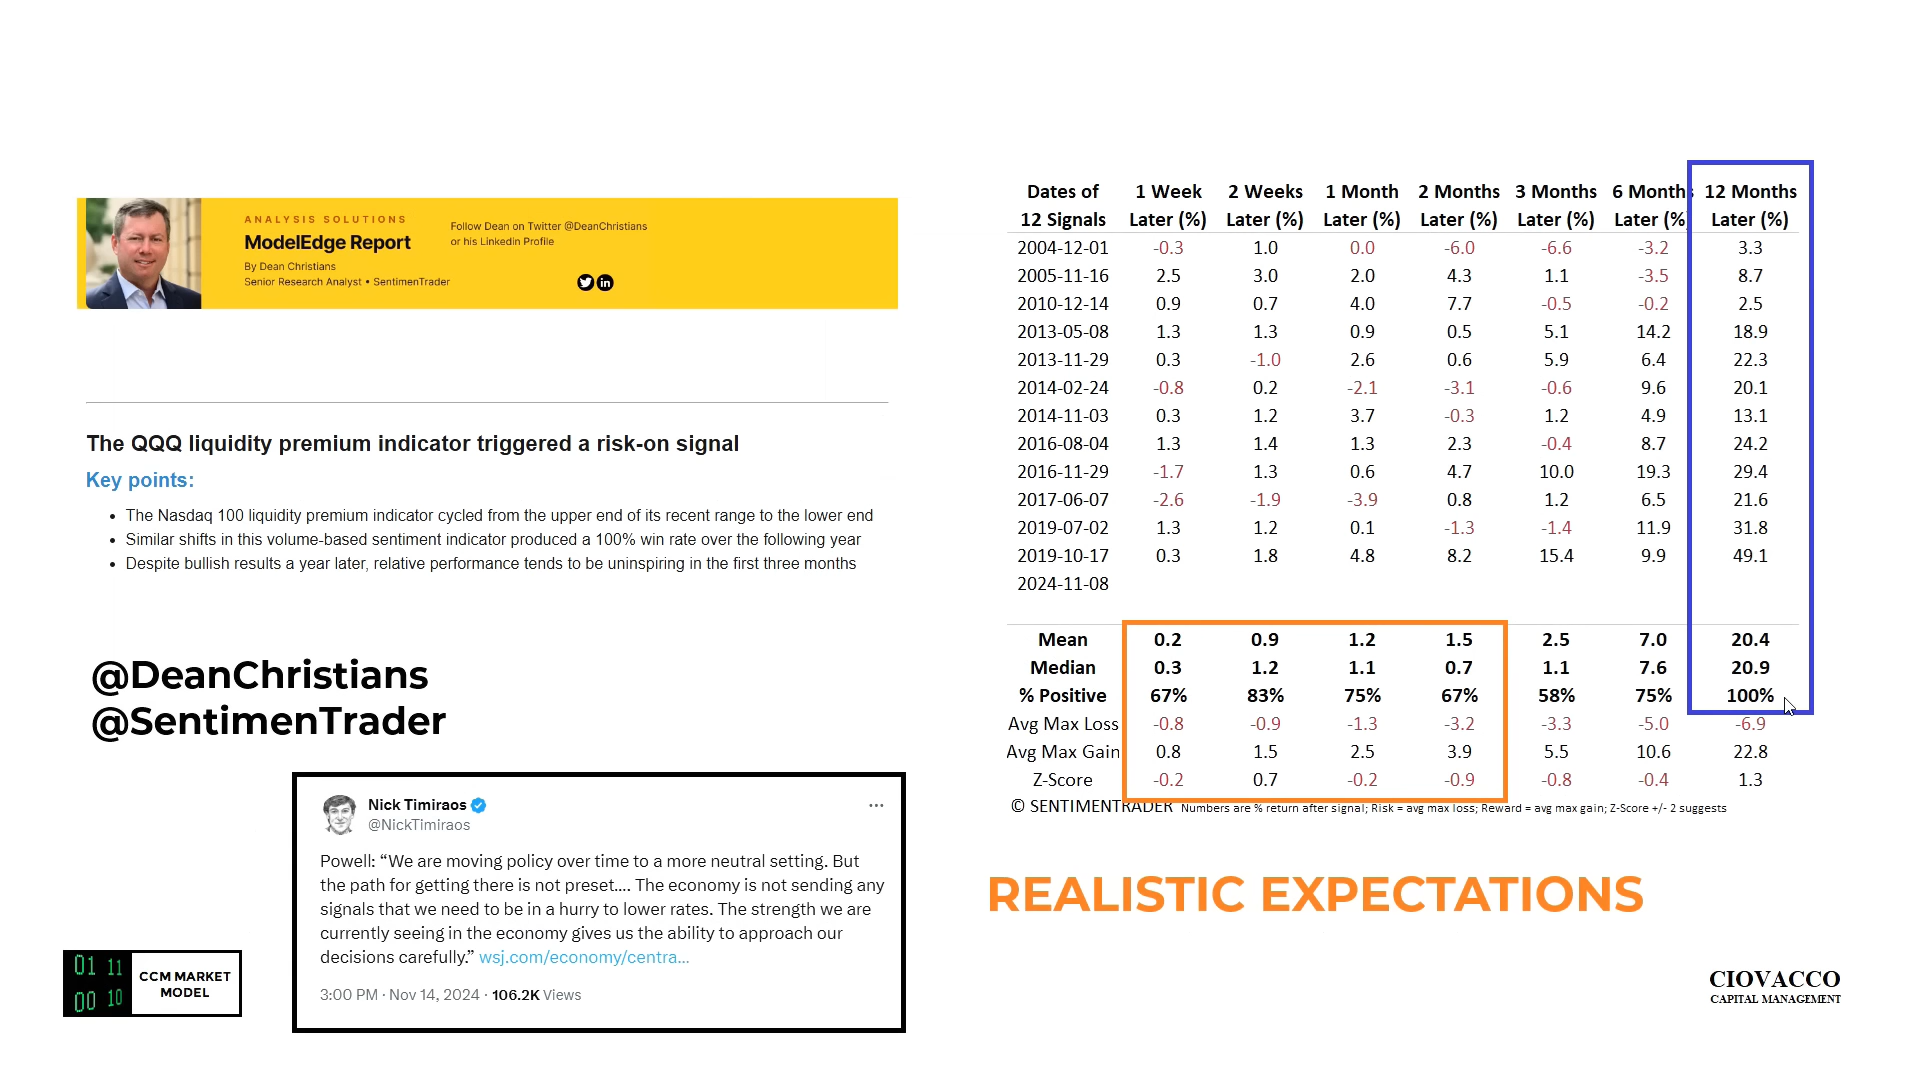 ANALYSIS SOLUTIONS
ModelEdge Report
By Dean Christians
Senior Research Analyst • SentimenTrader
Follow Dean on Twitter @DeanChristians
or his Linkedin Profile
The QQQ liquidity premium indicator triggered a risk-on signal
Key points:
• The Nasdaq 100 liquidity premium indicator cycled from the upper end of its recent range to the lower end
• Similar shifts in this volume-based sentiment indicator produced a 100% win rate over the following year
• Despite bullish results a year later, relative performance tends to be uninspiring in the first three months
@DeanChristians
@SentimenTrader
Nick Timiraos
@NickTimiraos
Powell: “We are moving policy over time to a more neutral setting. But
the path for getting there is not preset.... The economy is not sending any
signals that we need to be in a hurry to lower rates. The strength we are
currently seeing in the economy gives us the ability to approach our
decisions carefully.” wsj.com/economy/centra...
3:00 PM · Nov 14, 2024 · 106.2K Views
01 11
00 10
CCM MARKET
MODEL
Dates of 1 Week 2 Weeks 1 Month 2 Months 3 Months 6 Months 12 Months
12 Signals Later (%) Later (%) Later (%) Later (%) Later (%) Later (%) Later (%)
2004-12-01 -0.3 1.0 0.0 -6.0 -6.6 -3.2 3.3
2005-11-16 2.5 3.0 2.0 4.3 1.1 -3.5 8.7
2010-12-14 0.9 0.7 4.0 7.7 -0.5 -0.2 2.5
2013-05-08 1.3 1.3 0.9 0.5 5.1 14.2 18.9
2013-11-29 0.3 -1.0 2.6 0.6 5.9 6.4 22.3
2014-02-24 -0.8 0.2 -2.1 -3.1 -0.6 9.6 20.1
2014-11-03 0.3 1.2 3.7 -0.3 1.2 4.9 13.1
2016-08-04 1.3 1.4 1.3 2.3 -0.4 8.7 24.2
2016-11-29 -1.7 1.3 0.6 4.7 10.0 19.3 29.4
2017-06-07 -2.6 -1.9 -3.9 0.8 1.2 6.5 21.6
2019-07-02 1.3 1.2 0.1 -1.3 -1.4 11.9 31.8
2019-10-17 0.3 1.8 4.8 8.2 15.4 9.9 49.1
2024-11-08
Mean 0.2 0.9 1.2 1.5 2.5 7.0 20.4
Median 0.3 1.2 1.1 0.7 1.1 7.6 20.9
% Positive 67% 83% 75% 67% 58% 75% 100%
Avg Max Loss -0.8 -0.9 -1.3 -3.2 -3.3 -5.0 -6.9
Avg Max Gain 0.8 1.5 2.5 3.9 5.5 10.6 22.8
Z-Score -0.2 0.7 -0.2 -0.9 -0.8 -0.4 1.3
© SENTIMENTRADER Numbers are % return after signal; Risk = avg max loss; Reward = avg max gain; Z-Score +/- 2 suggests
REALISTIC EXPECTATIONS
CIOVACCO
CAPITAL MANAGEMENT